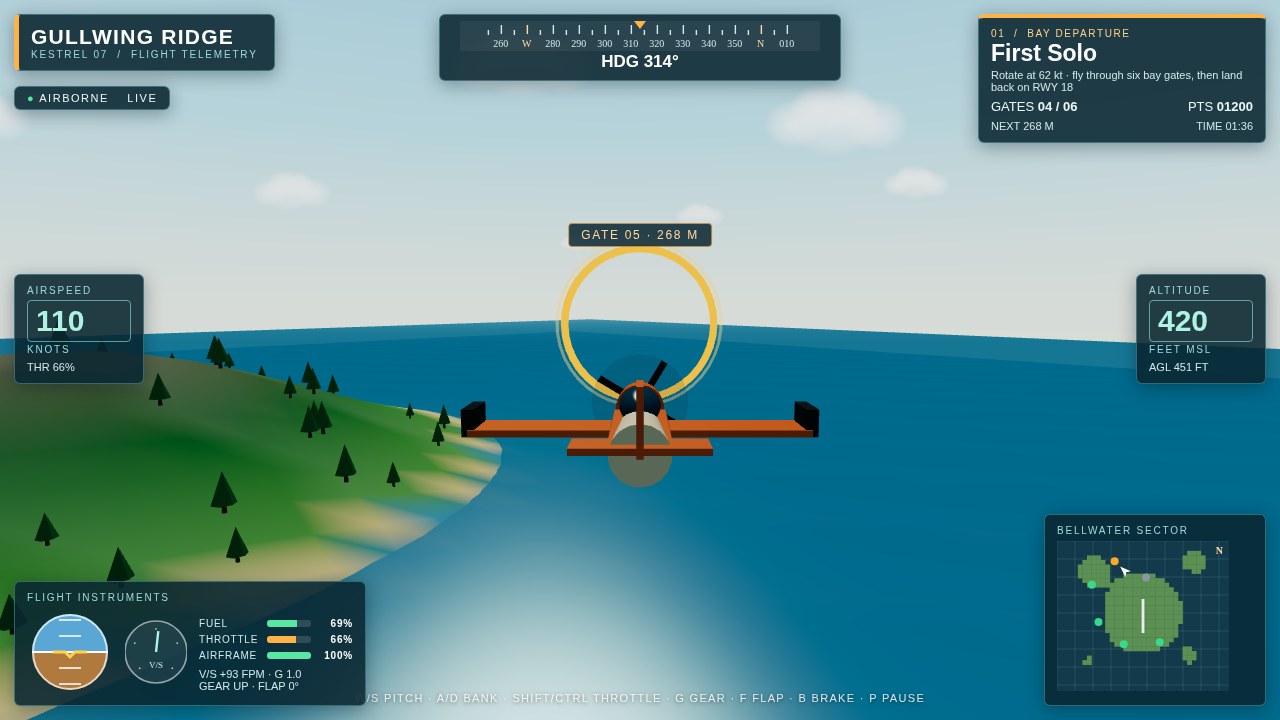 GULLWING RIDGE
KESTREL 07 / FLIGHT TELEMETRY
● AIRBORNE LIVE
260 W 280 290 300 310 320 330 340 350 N 010
HDG 314°
01 / BAY DEPARTURE
First Solo
Rotate at 62 kt · fly through six bay gates, then land
back on RWY 18
GATES 04 / 06 PTS 01200
NEXT 268 M TIME 01:36
GATE 05 · 268 M
AIRSPEED
110
KNOTS
THR 66%
ALTITUDE
420
FEET MSL
AGL 451 FT
BELLWATER SECTOR
N
FLIGHT INSTRUMENTS
V/S
FUEL 69%
THROTTLE 66%
AIRFRAME 100%
V/S +93 FPM · G 1.0
GEAR UP · FLAP 0°
/S PITCH · A/D BANK · SHIFT/CTRL THROTTLE · G GEAR · F FLAP · B BRAKE · P PAUSE